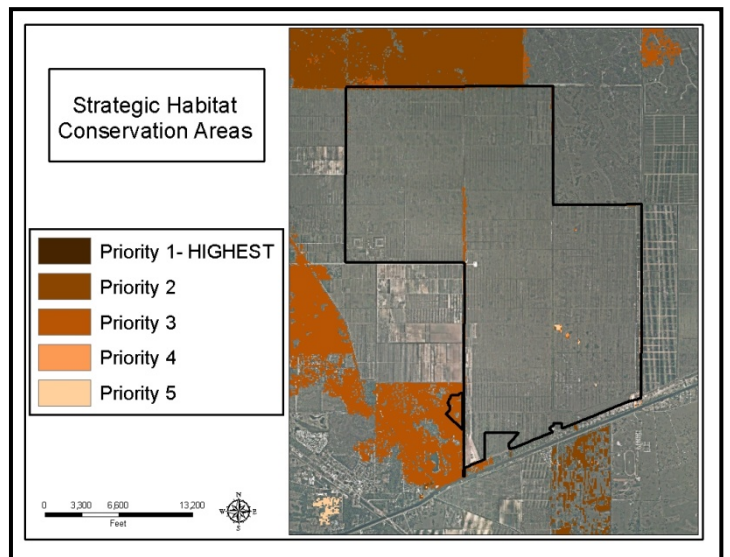 Strategic Habitat
Conservation Areas
Priority 1- HIGHEST
Priority 2
Priority 3
Priority 4
Priority 5
0 3,300 6,600 13,200
Feet
N
W E
S